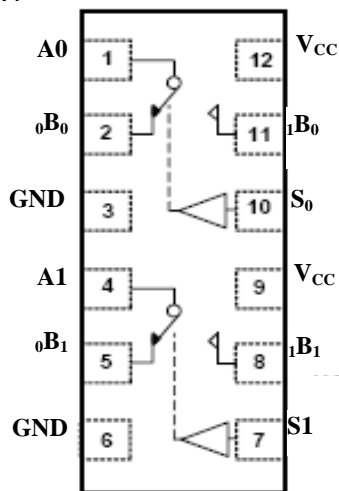 A0 1 12 VCC
0B0 2 11 1B0
GND 3 10 S0
A1 4 9 VCC
0B1 5 8 1B1
GND 6 7 S1